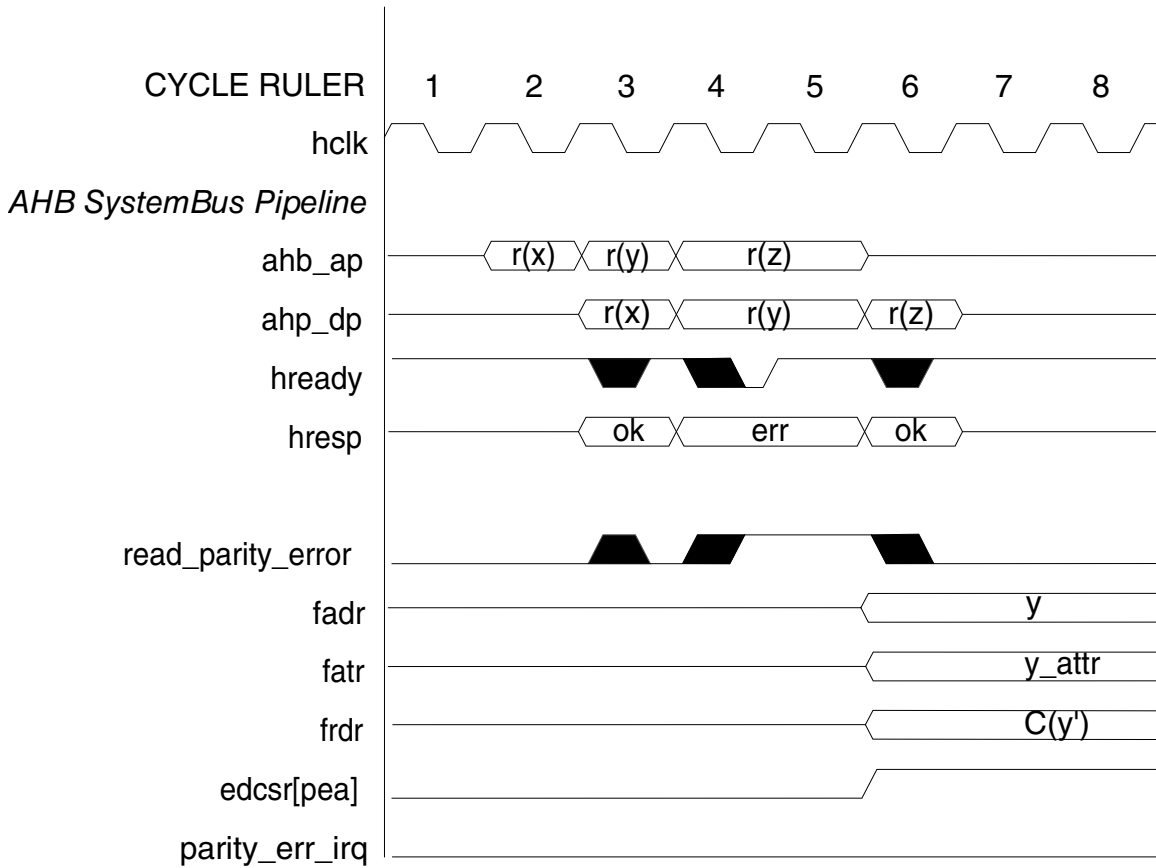 CYCLE RULER 1 2 3 4 5 6 7 8
hclk
AHB SystemBus Pipeline
ahb_ap r(x) r(y) r(z)
ahp_dp r(x) r(y) r(z)
hready
hresp ok err ok
read_parity_error
fadr y
fatr y_attr
frdr C(y')
edcsr[pea]
parity_err_irq